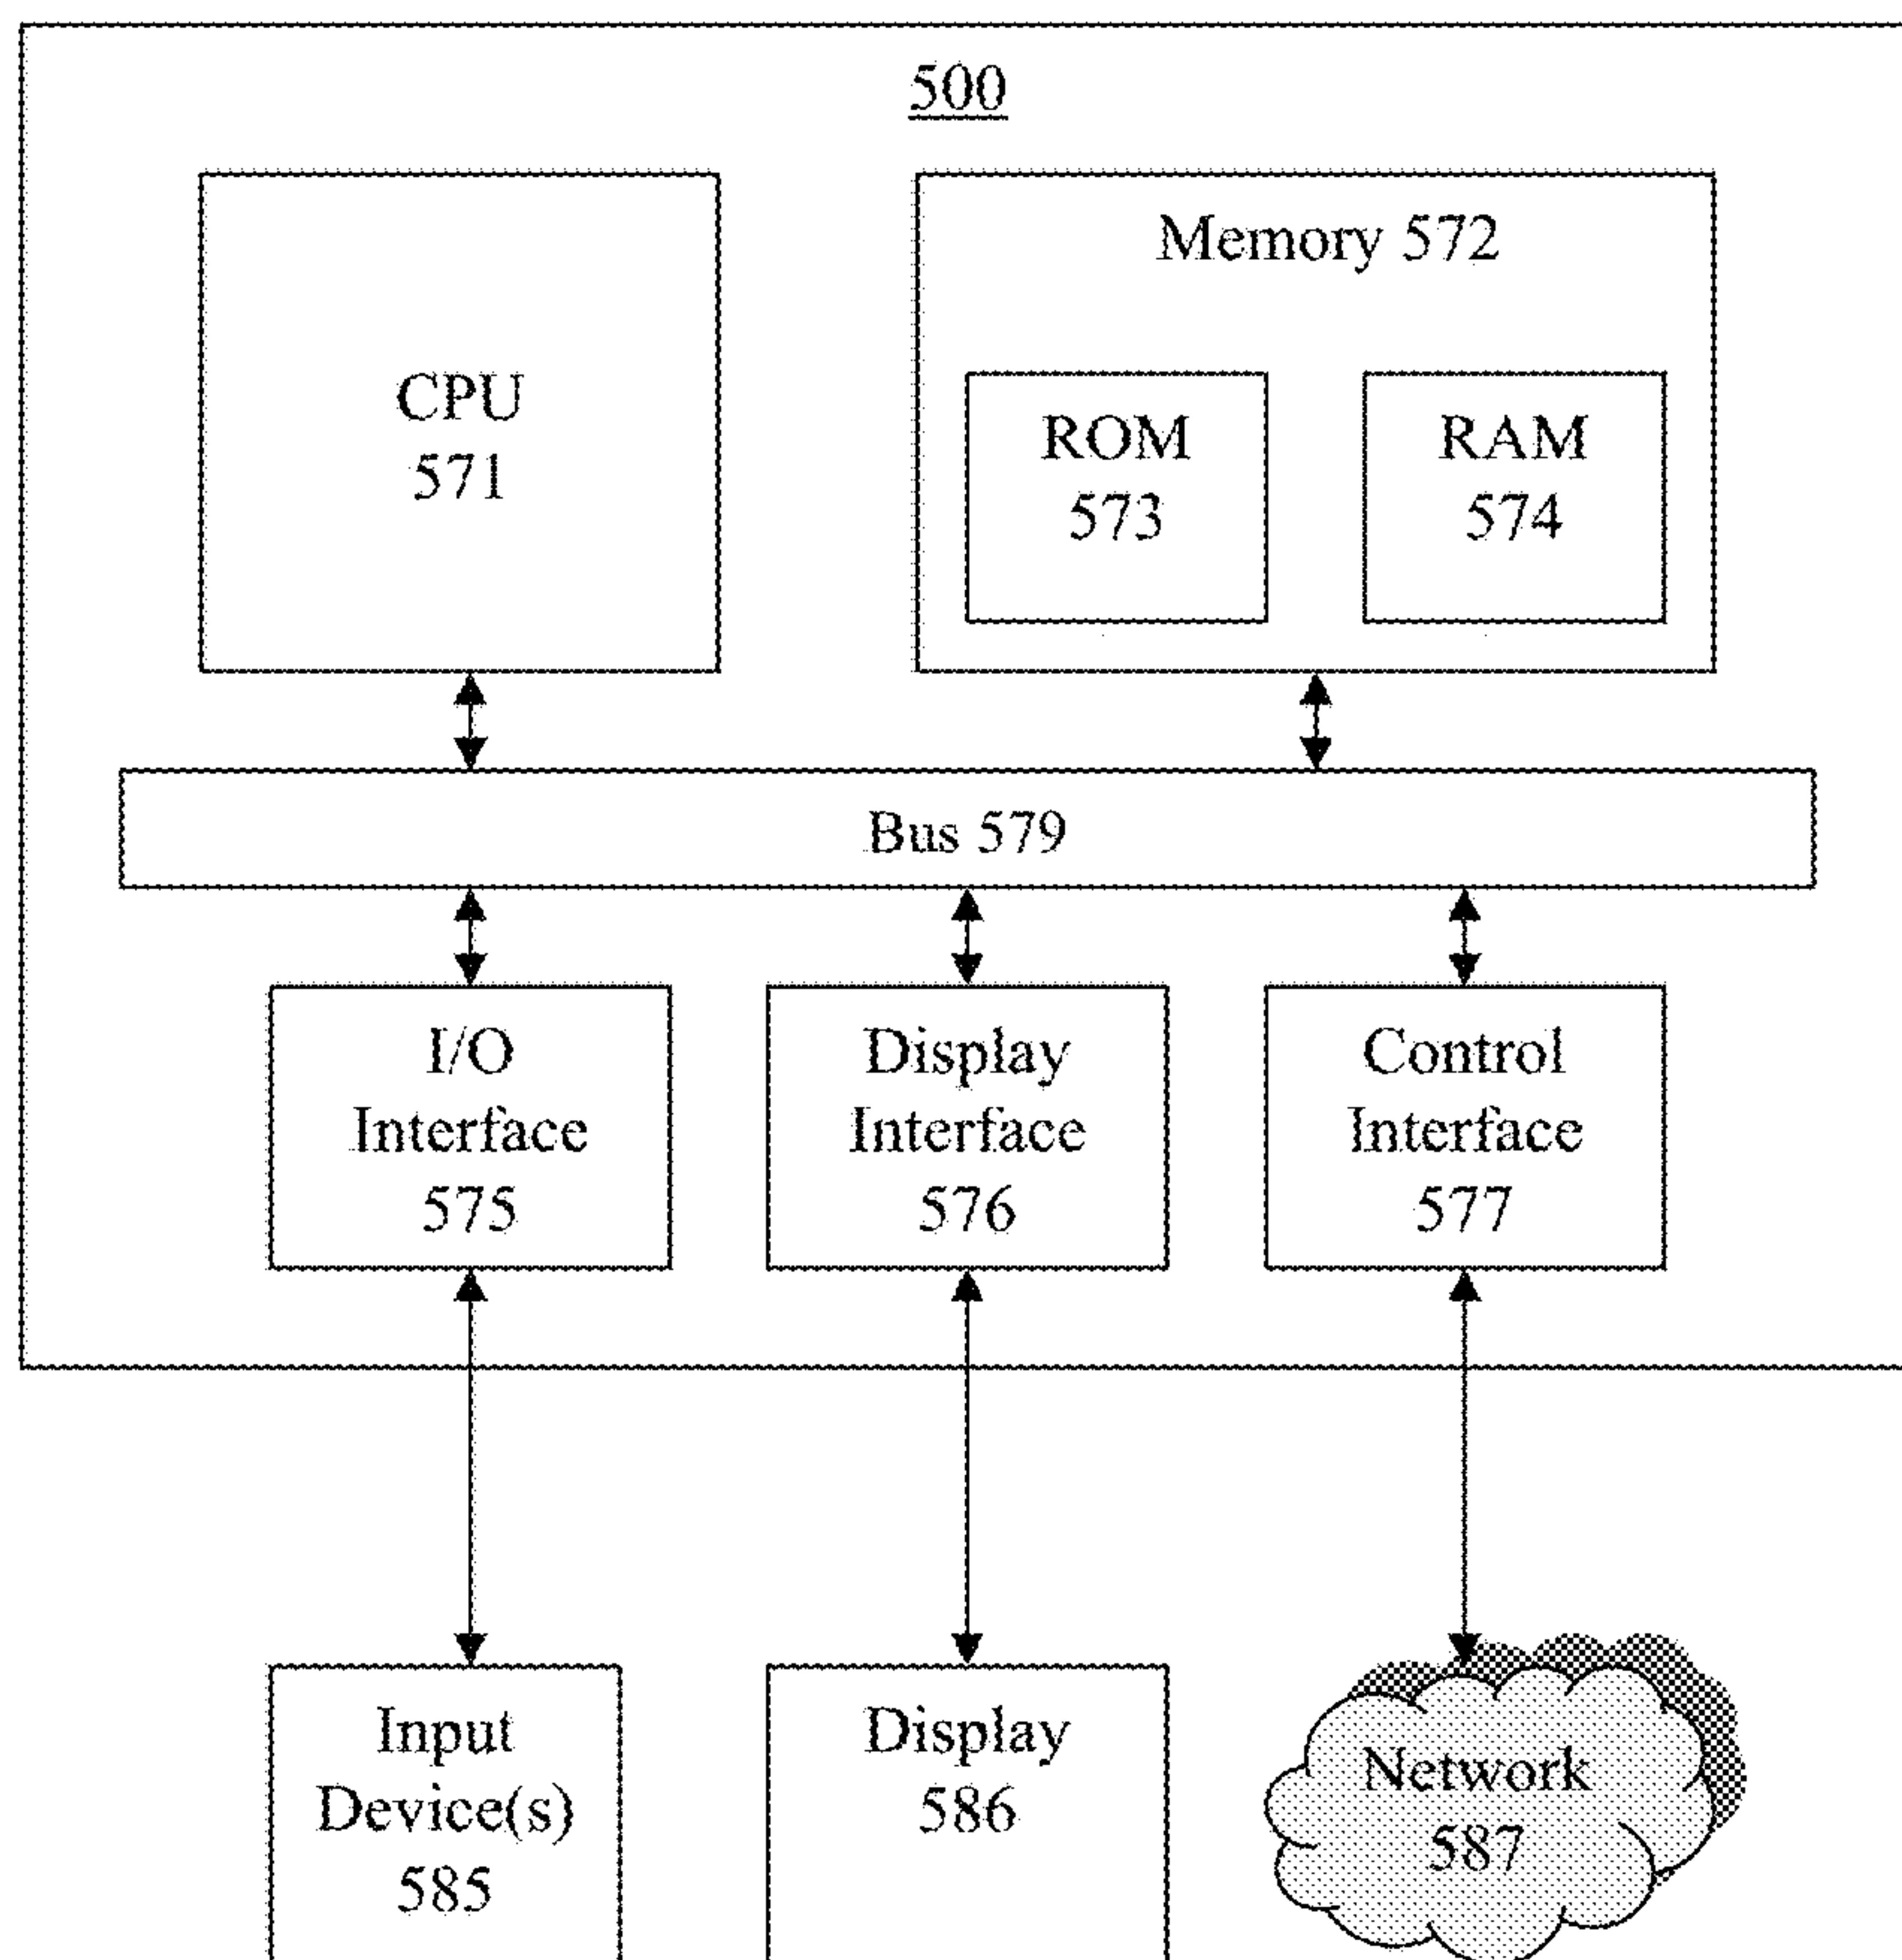 500
CPU
571
Memory 572
ROM
573
RAM
574
Bus 579
I/O
Interface
575
Display
Interface
576
Control
Interface
577
Input
Device(s)
585
Display
586
Network
587